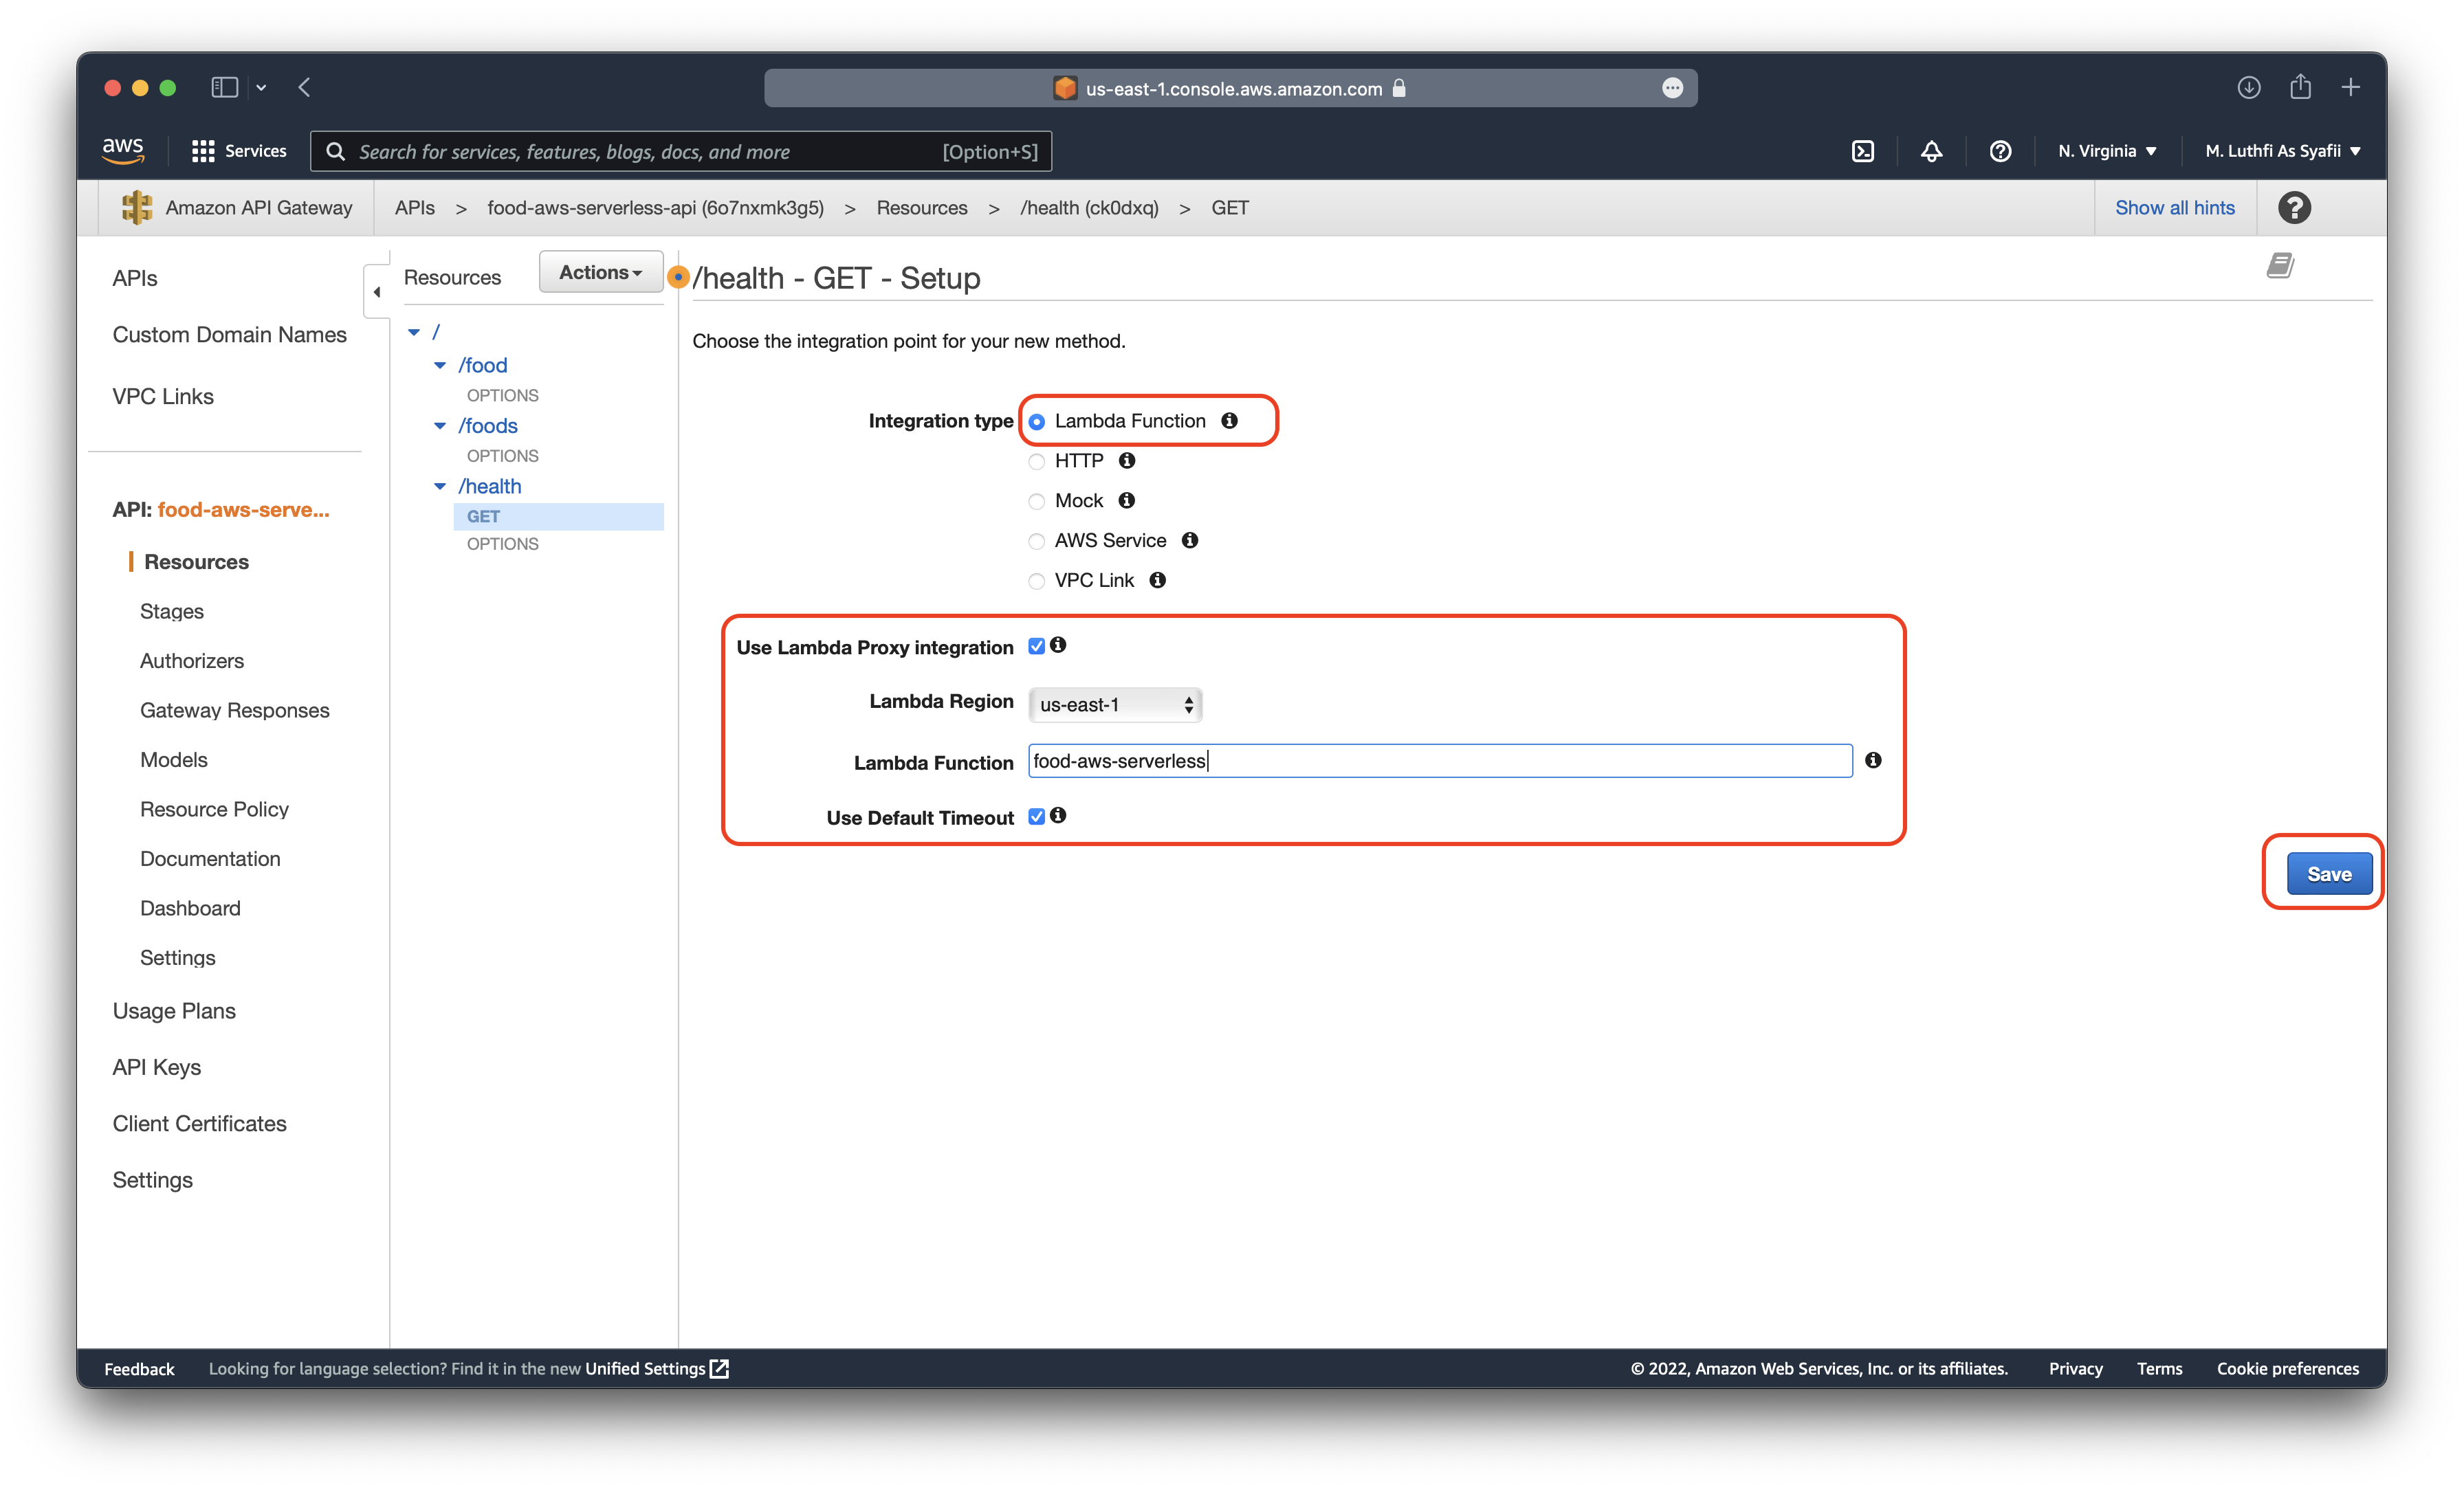 us-east-1.console.aws.amazon.com
aws
Services
Search for services, features, blogs, docs, and more
[Option+S]
N. Virginia
M. Luthfi As Syafii
Amazon API Gateway
APIs > food-aws-serverless-api (6o7nxmk3g5) > Resources > /health (ck0dxq) > GET
Show all hints
APIs
Custom Domain Names
VPC Links
API: food-aws-serve...
Resources
Stages
Authorizers
Gateway Responses
Models
Resource Policy
Documentation
Dashboard
Settings
Usage Plans
API Keys
Client Certificates
Settings
Resources
Actions
/
/food
OPTIONS
/foods
OPTIONS
/health
GET
OPTIONS
/health - GET - Setup
Choose the integration point for your new method.
Integration type
Lambda Function
HTTP
Mock
AWS Service
VPC Link
Use Lambda Proxy integration
Lambda Region us-east-1
Lambda Function food-aws-serverless
Use Default Timeout
Save
Feedback
Looking for language selection? Find it in the new Unified Settings
© 2022, Amazon Web Services, Inc. or its affiliates.
Privacy
Terms
Cookie preferences